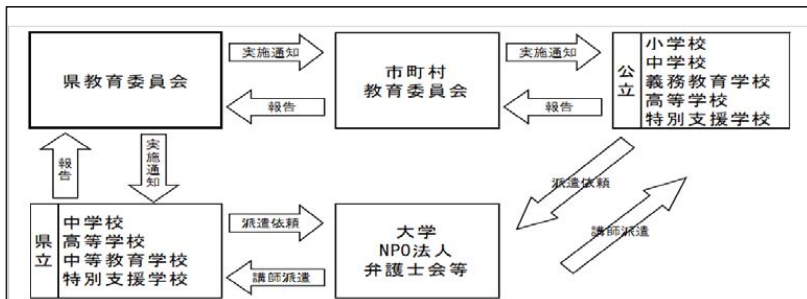 県教育委員会
実施通知
報告
市町村
教育委員会
実施通知
報告
公立
小学校
中学校
義務教育学校
高等学校
特別支援学校
報告
実施通知
派遣依頼
講師派遣
県立
中学校
高等学校
中等教育学校
特別支援学校
派遣依頼
講師派遣
大学
NPO法人
弁護士会等